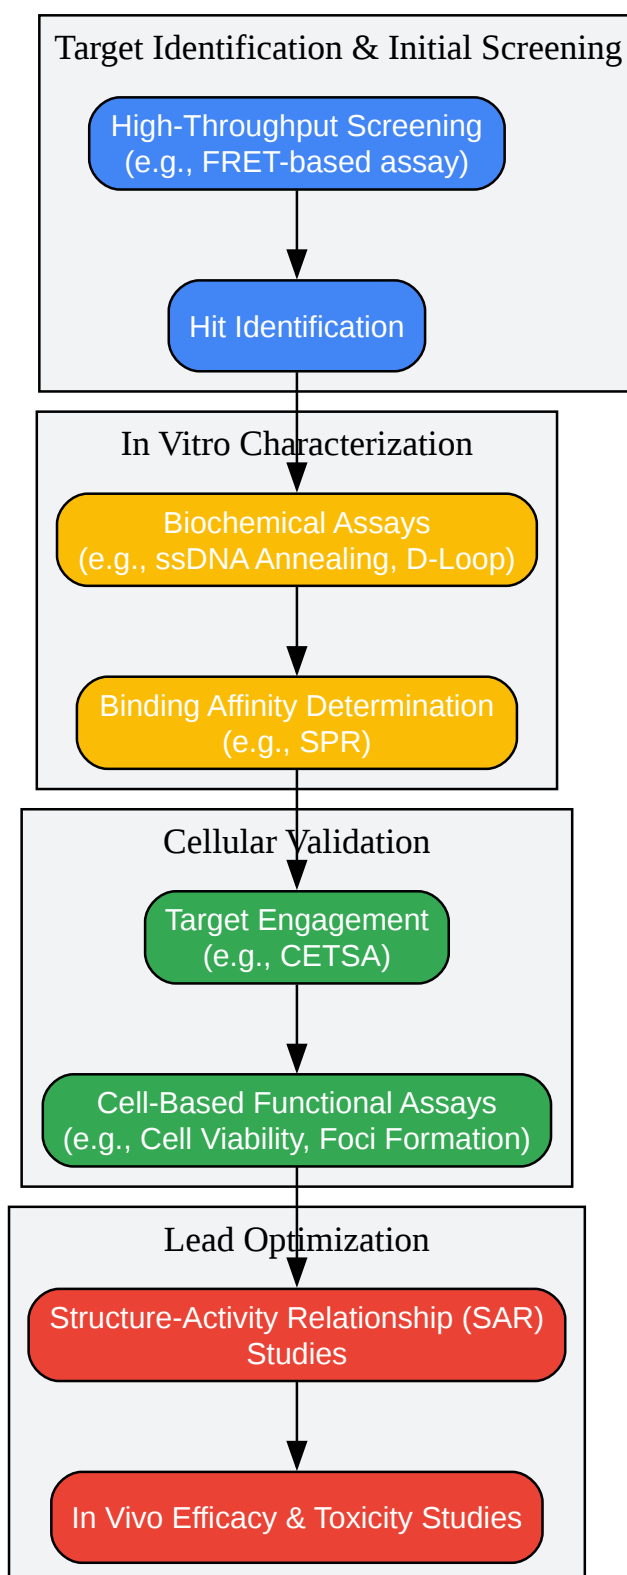 Target Identification & Initial Screening
High-Throughput Screening
(e.g., FRET-based assay)
Hit Identification
In Vitro Characterization
Biochemical Assays
(e.g., ssDNA Annealing, D-Loop)
Binding Affinity Determination
(e.g., SPR)
Cellular Validation
Target Engagement
(e.g., CETSA)
Cell-Based Functional Assays
(e.g., Cell Viability, Foci Formation)
Lead Optimization
Structure-Activity Relationship (SAR)
Studies
In Vivo Efficacy & Toxicity Studies